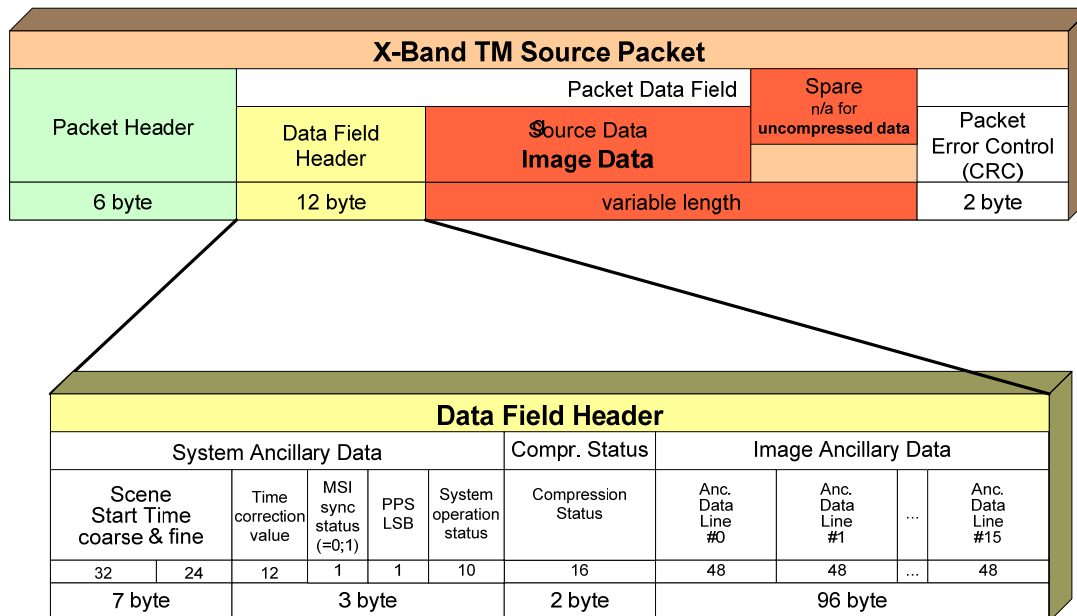 X-Band TM Source Packet
Packet Header
Packet Data Field
Spare
n/a for
uncompressed data
Data Field
Header
Source Data
Image Data
Packet
Error Control
(CRC)
6 byte
12 byte
variable length
2 byte
Data Field Header
System Ancillary Data
Compr. Status
Image Ancillary Data
Scene
Start Time
coarse & fine
Time
correction
value
MSI
sync
status
(=0;1)
PPS
LSB
System
operation
status
Compression
Status
Anc.
Data
Line
#0
Anc.
Data
Line
#1
...
Anc.
Data
Line
#15
32 24 12 1 1 10 16 48 48 ... 48
7 byte 3 byte 2 byte 96 byte